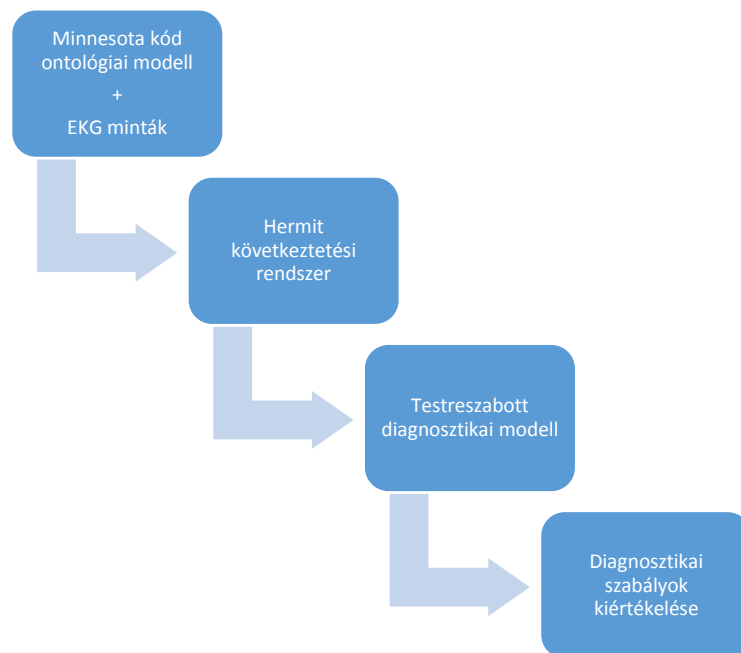 Minnesota kód
ontológiai modell
+
EKG minták
Hermit
következtetési
rendszer
Testreszabott
diagnosztikai modell
Diagnosztikai
szabályok
kiértékelése